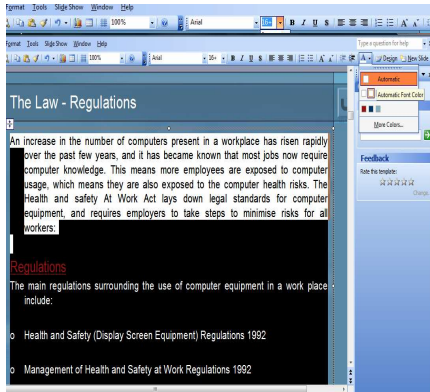 Format Tools Slide Show Window Help
100% Arial 16+ B I U S
Format Tools Slide Show Window Help
Type a question for help
100% Arial 16+ B I U S Design New Slide
Automatic
Automatic Font Color
More Colors...
The Law - Regulations
An increase in the number of computers present in a workplace has risen rapidly
over the past few years, and it has became known that most jobs now require
computer knowledge. This means more employees are exposed to computer
usage, which means they are also exposed to the computer health risks. The
Health and safety At Work Act lays down legal standards for computer
equipment, and requires employers to take steps to minimise risks for all
workers:
Feedback
Rate this template:
Change
Regulations
The main regulations surrounding the use of computer equipment in a work place
include:
o Health and Safety (Display Screen Equipment) Regulations 1992
o Management of Health and Safety at Work Regulations 1992